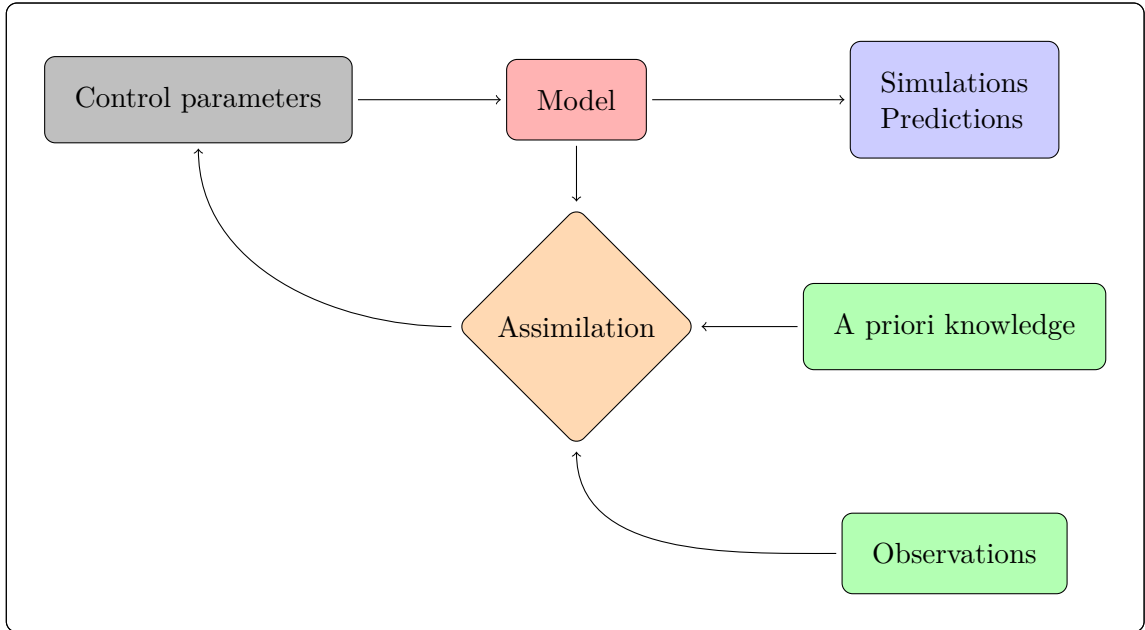 Control parameters
Model
Simulations
Predictions
Assimilation
A priori knowledge
Observations